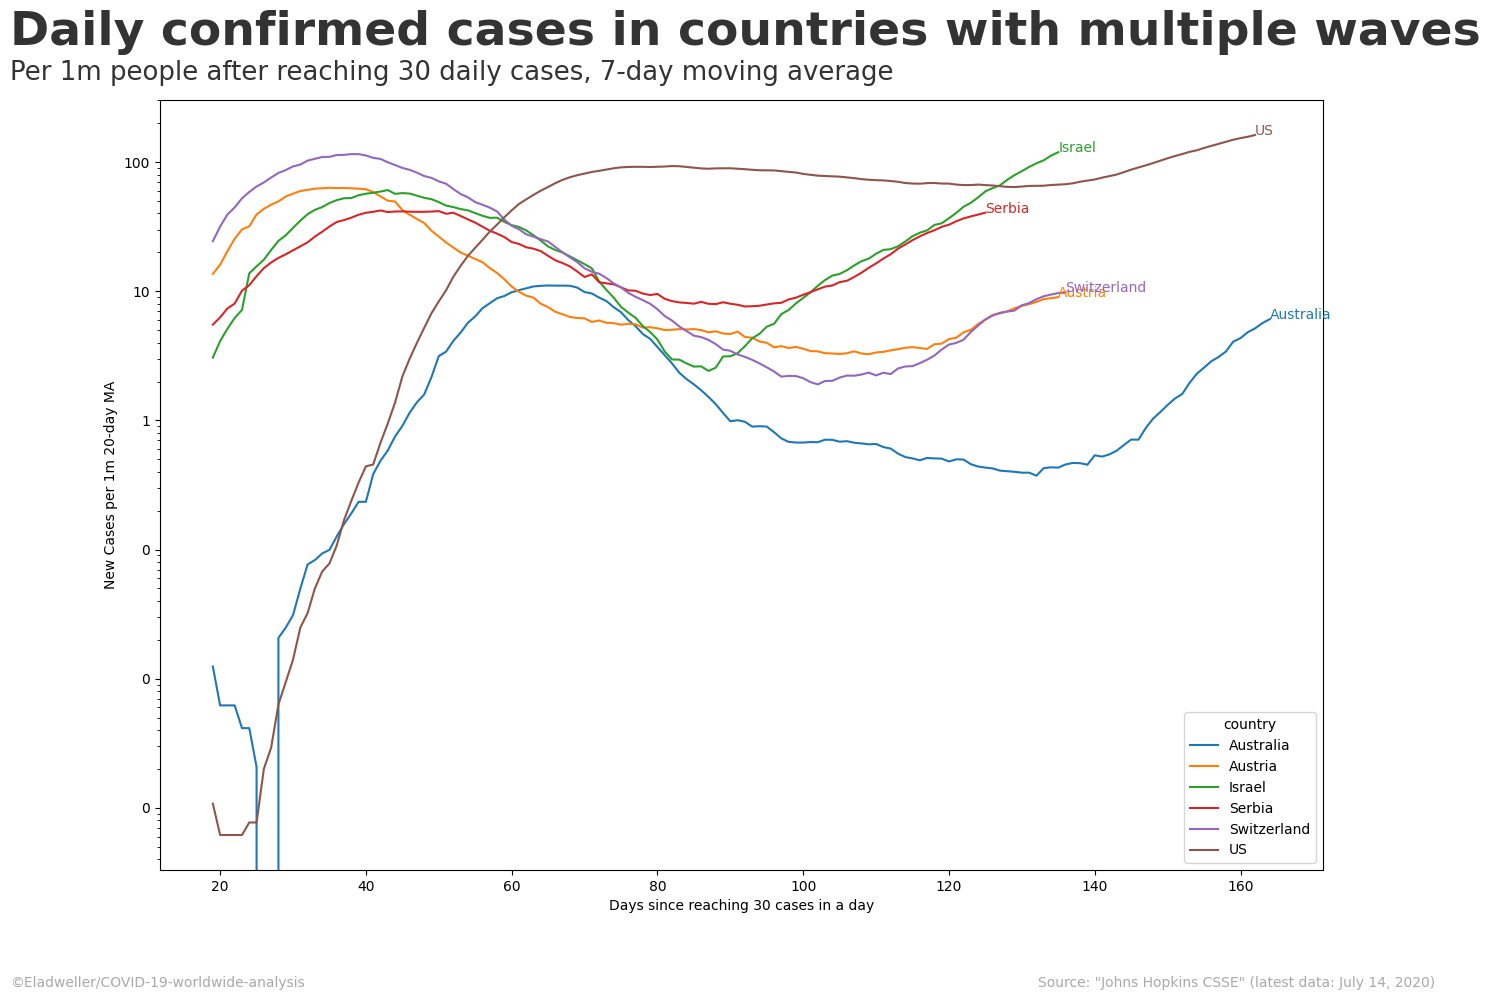 Daily confirmed cases in countries with multiple waves
Per 1m people after reaching 30 daily cases, 7-day moving average
US
Israel
100
Serbia
Switzerland
10
Austria
Australia
New Cases per 1m 20-day MA
1
0
0
0
country
Australia
Austria
Israel
Serbia
Switzerland
US
20 40 60 80 100 120 140 160
Days since reaching 30 cases in a day
©Eladweller/COVID-19-worldwide-analysis
Source: "Johns Hopkins CSSE" (latest data: July 14, 2020)